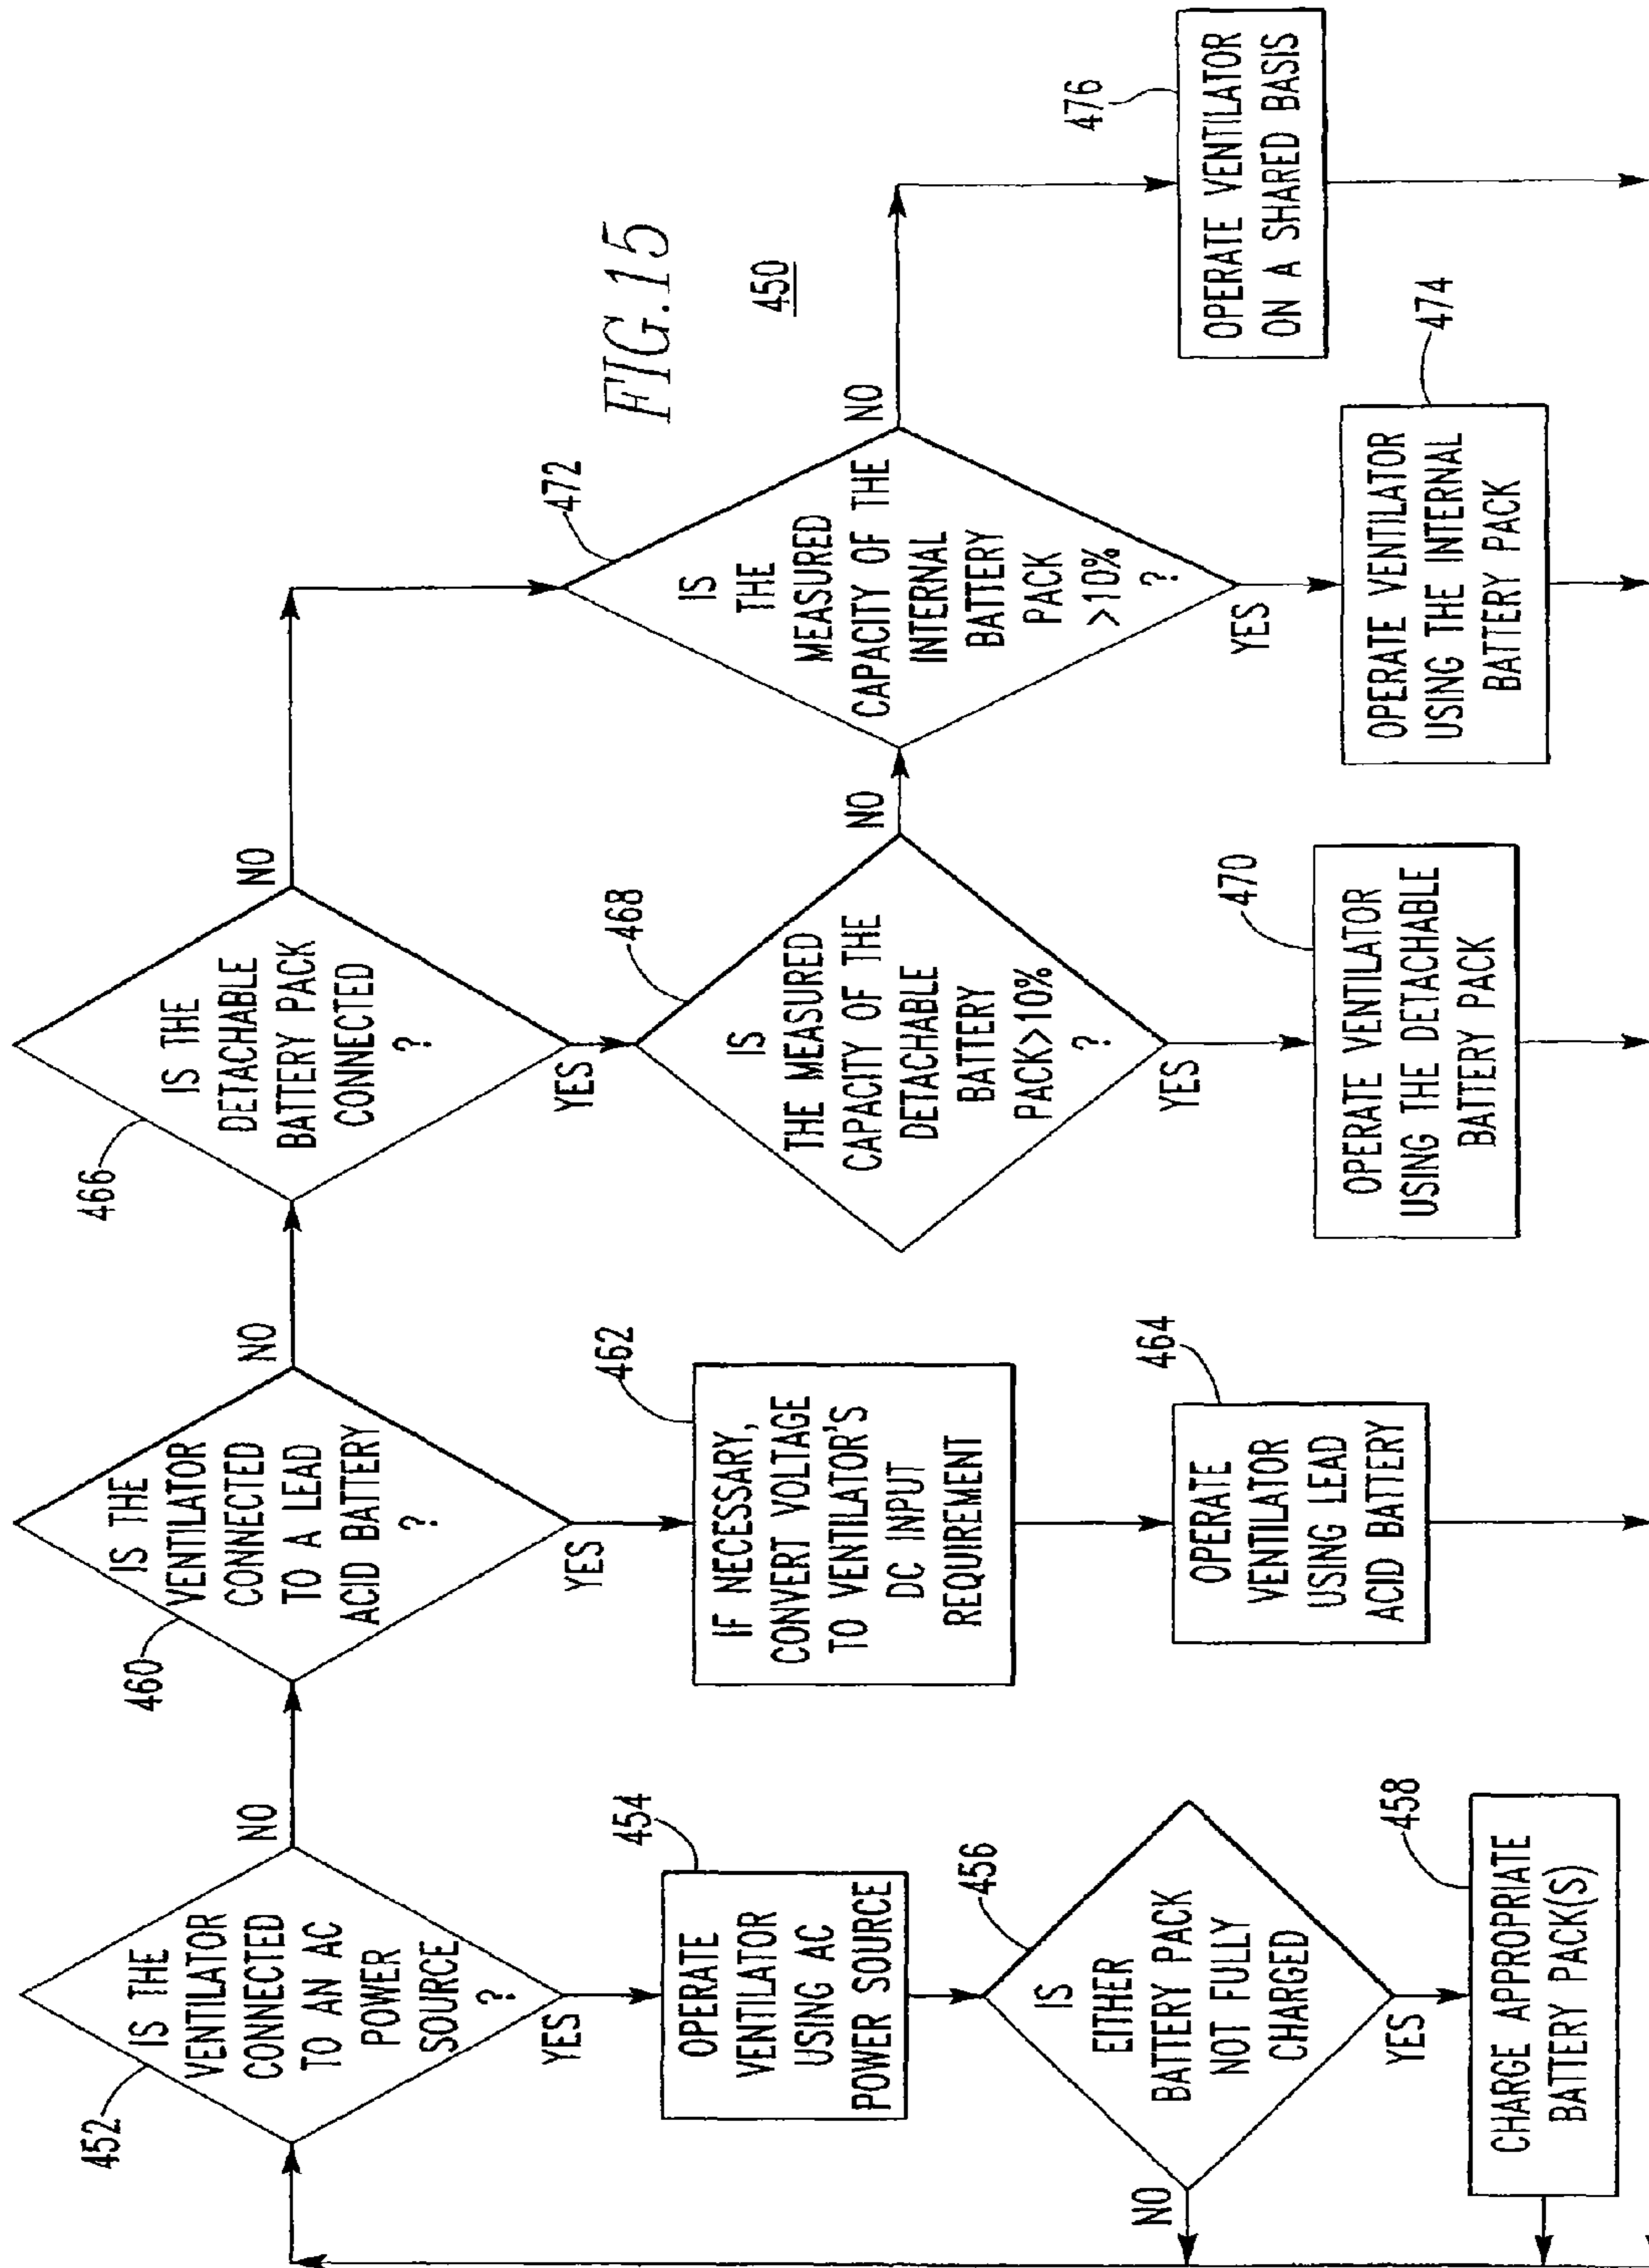 FIG.15
450
452
IS THE
VENTILATOR
CONNECTED
TO AN AC
POWER
SOURCE
?
NO
YES
454
OPERATE
VENTILATOR
USING AC
POWER SOURCE
456
IS
EITHER
BATTERY PACK
NOT FULLY
CHARGED
NO
YES
458
CHARGE APPROPRIATE
BATTERY PACK(S)
460
IS THE
VENTILATOR
CONNECTED
TO A LEAD
ACID BATTERY
?
NO
YES
462
IF NECESSARY,
CONVERT VOLTAGE
TO VENTILATOR'S
DC INPUT
REQUIREMENT
464
OPERATE
VENTILATOR
USING LEAD
ACID BATTERY
466
IS THE
DETACHABLE
BATTERY PACK
CONNECTED
?
NO
YES
468
IS
THE MEASURED
CAPACITY OF THE
DETACHABLE
BATTERY
PACK>10%
?
NO
YES
470
OPERATE VENTILATOR
USING THE DETACHABLE
BATTERY PACK
472
IS
THE
MEASURED
CAPACITY OF THE
INTERNAL
BATTERY
PACK
>10%
?
NO
YES
474
OPERATE VENTILATOR
USING THE INTERNAL
BATTERY PACK
476
OPERATE VENTILATOR
ON A SHARED BASIS